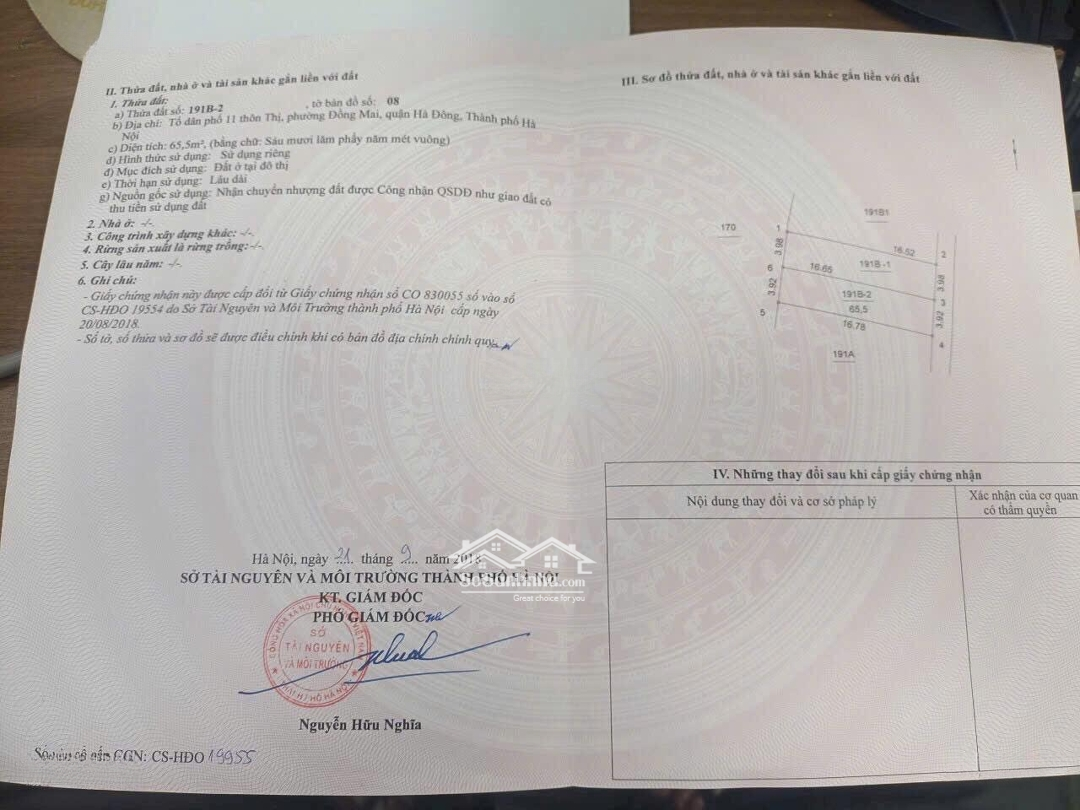 II. Thửa đất, nhà ở và tài sản khác gắn liền với đất
1. Thửa đất:
a) Thửa đất số: 191B-2 , tờ bản đồ số: 08
b) Địa chỉ: Tổ dân phố 11 thôn Thị, phường Đồng Mai, quận Hà Đông, Thành phố Hà
Nội
c) Diện tích: 65,5m², (bằng chữ: Sáu mươi lăm phẩy năm mét vuông)
d) Hình thức sử dụng: Sử dụng riêng
đ) Mục đích sử dụng: Đất ở tại đô thị
e) Thời hạn sử dụng: Lâu dài
g) Nguồn gốc sử dụng: Nhận chuyển nhượng đất được Công nhận QSDĐ như giao đất có
thu tiền sử dụng đất
2. Nhà ở: -/-
3. Công trình xây dựng khác: -/-
4. Rừng sản xuất là rừng trồng: -/-
5. Cây lâu năm: -/-
6. Ghi chú:
- Giấy chứng nhận này được cấp đổi từ Giấy chứng nhận số CO 830055 số vào sổ
CS-HĐO 19554 do Sở Tài Nguyên và Môi Trường thành phố Hà Nội cấp ngày
20/08/2018.
- Số tờ, số thửa và sơ đồ sẽ được điều chỉnh khi có bản đồ địa chính chính quy
Hà Nội, ngày 21 tháng 9 năm 2018
SỞ TÀI NGUYÊN VÀ MÔI TRƯỜNG THÀNH PHỐ HÀ NỘI
KT. GIÁM ĐỐC
PHÓ GIÁM ĐỐC
SỞ
TÀI NGUYÊN
VÀ MÔI TRƯỜNG
Nguyễn Hữu Nghĩa
CGN: CS-HĐO 19955
III. Sơ đồ thửa đất, nhà ở và tài sản khác gắn liền với đất
191B1
170
1
3.98
16.52
2
6
16.65
191B-1
3.98
3.92
191B-2
3
5
65,5
3.92
16.78
4
191A
IV. Những thay đổi sau khi cấp giấy chứng nhận
Nội dung thay đổi và cơ sở pháp lý
Xác nhận của cơ quan
có thẩm quyền
Great choice for you